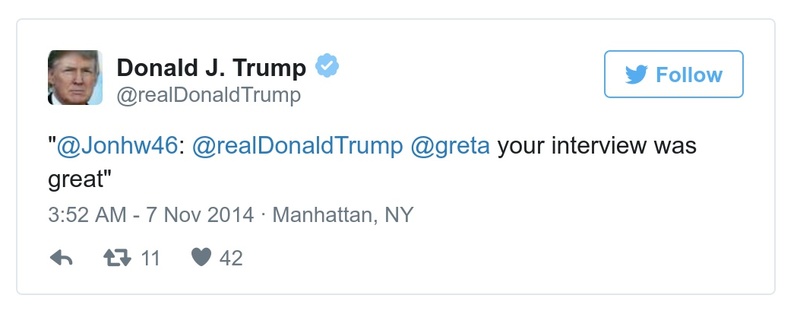 Donald J. Trump
@realDonaldTrump
Follow
"@Jonhw46: @realDonaldTrump @greta your interview was
great"
3:52 AM - 7 Nov 2014 · Manhattan, NY
11 42